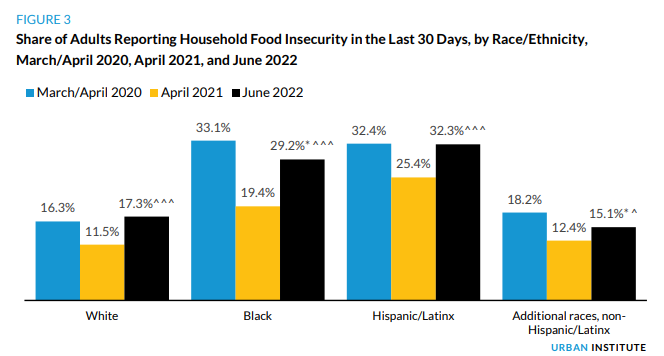 FIGURE 3
Share of Adults Reporting Household Food Insecurity in the Last 30 Days, by Race/Ethnicity,
March/April 2020, April 2021, and June 2022
March/April 2020 April 2021 June 2022
16.3% 11.5% 17.3%^^^
33.1% 19.4% 29.2%*^^^
32.4% 25.4% 32.3%^^^
18.2% 12.4% 15.1%*^
White
Black
Hispanic/Latinx
Additional races, non-
Hispanic/Latinx
URBAN INSTITUTE